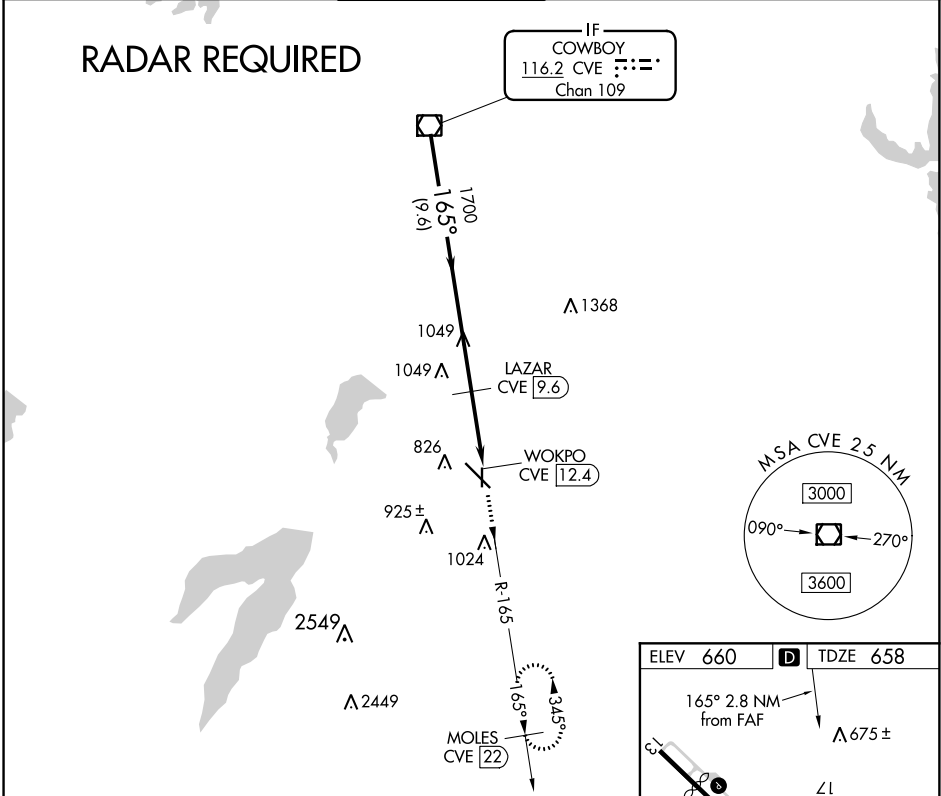 RADAR REQUIRED
IF
COWBOY
116.2 CVE
Chan 109
1700
165°
(9.6)
1368
1049
1049
LAZAR
CVE 9.6
826
WOKPO
CVE 12.4
925±
1024
R-165
MSA CVE 25 NM
3000
090°
270°
3600
2549
2449
165°
345°
MOLES
CVE 22
ELEV 660 D TDZE 658
165° 2.8 NM
from FAF
675±
13
17
P